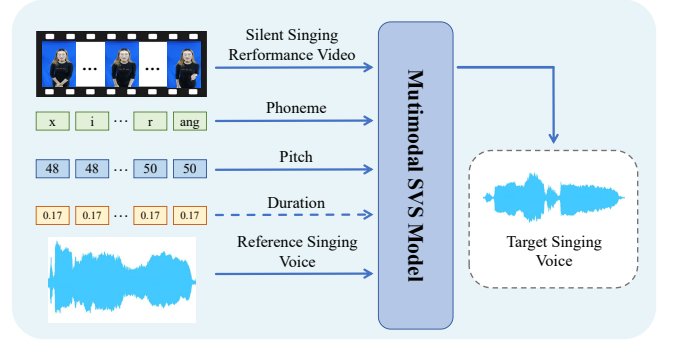 Silent Singing
Rerformance Video
...
...
x i ... r ang
Phoneme
48 48 ... 50 50
Pitch
0.17 0.17 ... 0.17 0.17
Duration
Reference Singing
Voice
Mutimodal SVS Model
Target Singing
Voice